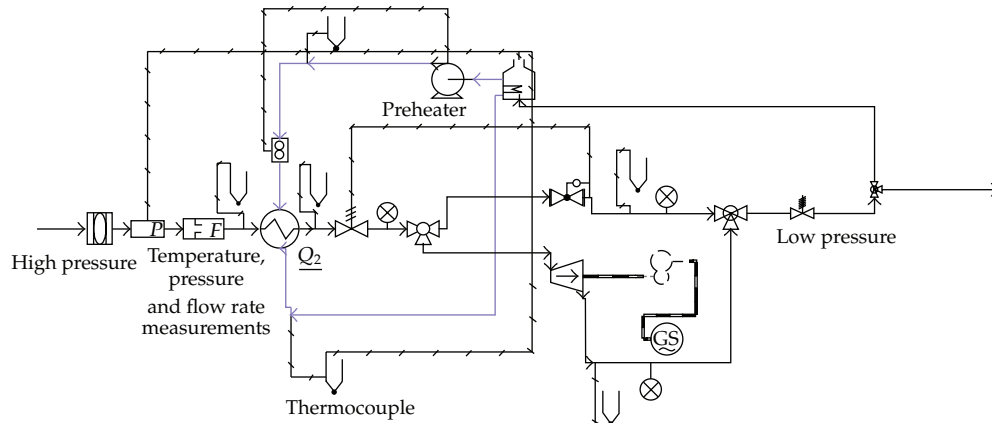 Preheater
P
F
Q2
GS
High pressure
Temperature,
pressure
and flow rate
measurements
Low pressure
Thermocouple